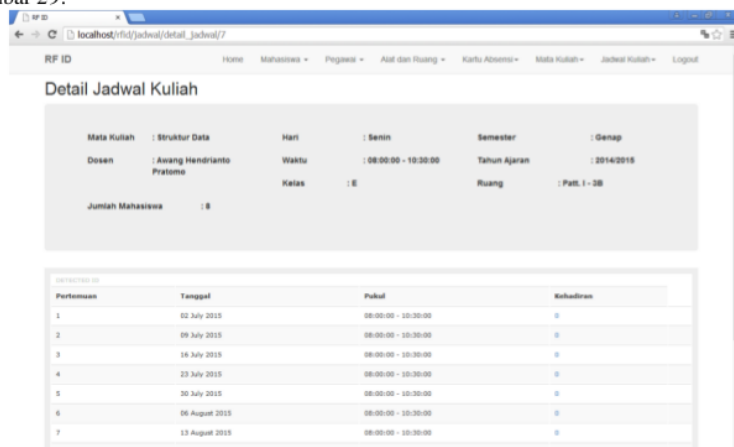 bar 29.
RF ID
localhost/rfid/jadwal/detail_jadwal/7
RF ID Home Mahasiswa Pegawai Alat dan Ruang Kartu Absensi Mata Kuliah Jadwal Kuliah Logout
Detail Jadwal Kuliah
Mata Kuliah : Struktur Data Hari : Senin Semester : Genap
Dosen : Awang Hendrianto Pratomo Waktu : 08:00:00 - 10:30:00 Tahun Ajaran : 2014/2015
Kelas : E Ruang : Patt. I - 3B
Jumlah Mahasiswa : 8
DETECTED ID
Pertemuan Tanggal Pukul Kehadiran
1 02 July 2015 08:00:00 - 10:30:00 0
2 09 July 2015 08:00:00 - 10:30:00 0
3 16 July 2015 08:00:00 - 10:30:00 0
4 23 July 2015 08:00:00 - 10:30:00 0
5 30 July 2015 08:00:00 - 10:30:00 0
6 06 August 2015 08:00:00 - 10:30:00 0
7 13 August 2015 08:00:00 - 10:30:00 0